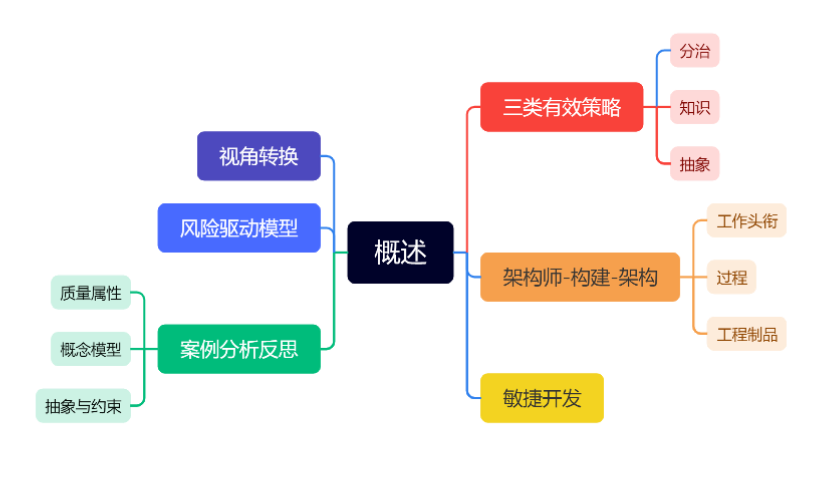 概述
三类有效策略
分治
知识
抽象
架构师-构建-架构
工作头衔
过程
工程制品
敏捷开发
视角转换
风险驱动模型
案例分析反思
质量属性
概念模型
抽象与约束